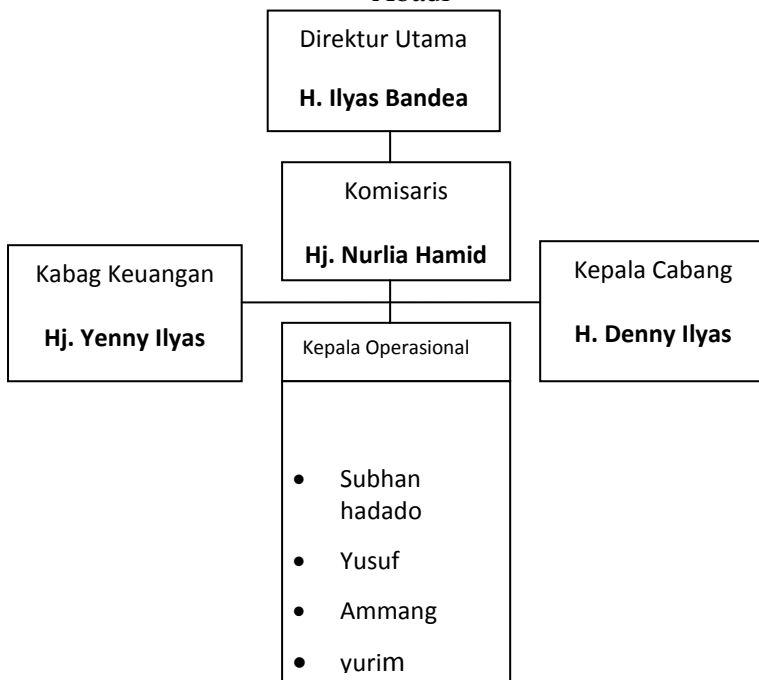 Direktur Utama
H. Ilyas Bandea
Komisaris
Hj. Nurlia Hamid
Kabag Keuangan
Hj. Yenny Ilyas
Kepala Cabang
H. Denny Ilyas
Kepala Operasional
• Subhan
hadado
• Yusuf
• Ammang
• yurim